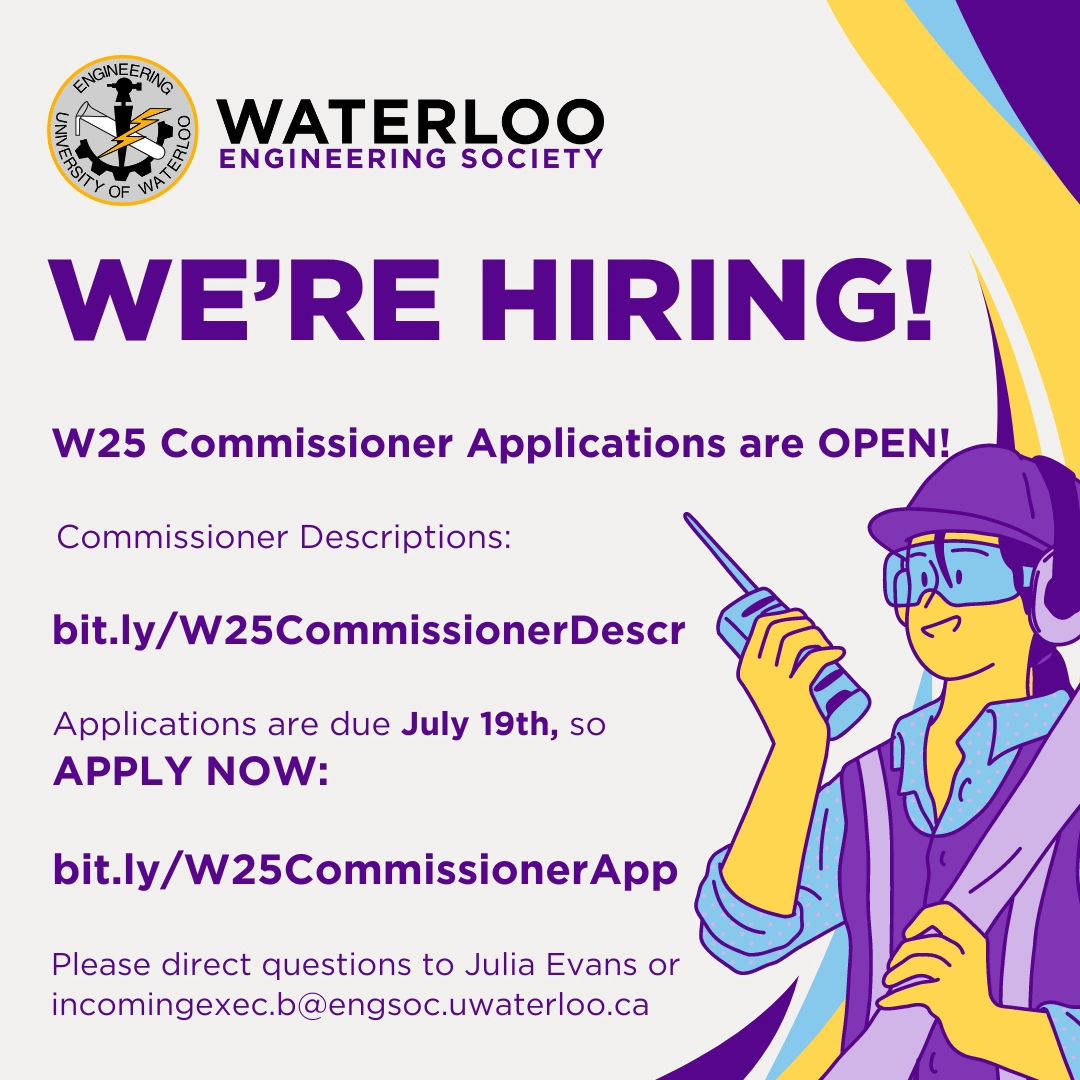 ENGINEERING
UNIVERSITY OF WATERLOO
WATERLOO
ENGINEERING SOCIETY
WE'RE HIRING!
W25 Commissioner Applications are OPEN!
Commissioner Descriptions:
bit.ly/W25CommissionerDescr
Applications are due July 19th, so
APPLY NOW:
bit.ly/W25CommissionerApp
Please direct questions to Julia Evans or
incomingexec.b@engsoc.uwaterloo.ca